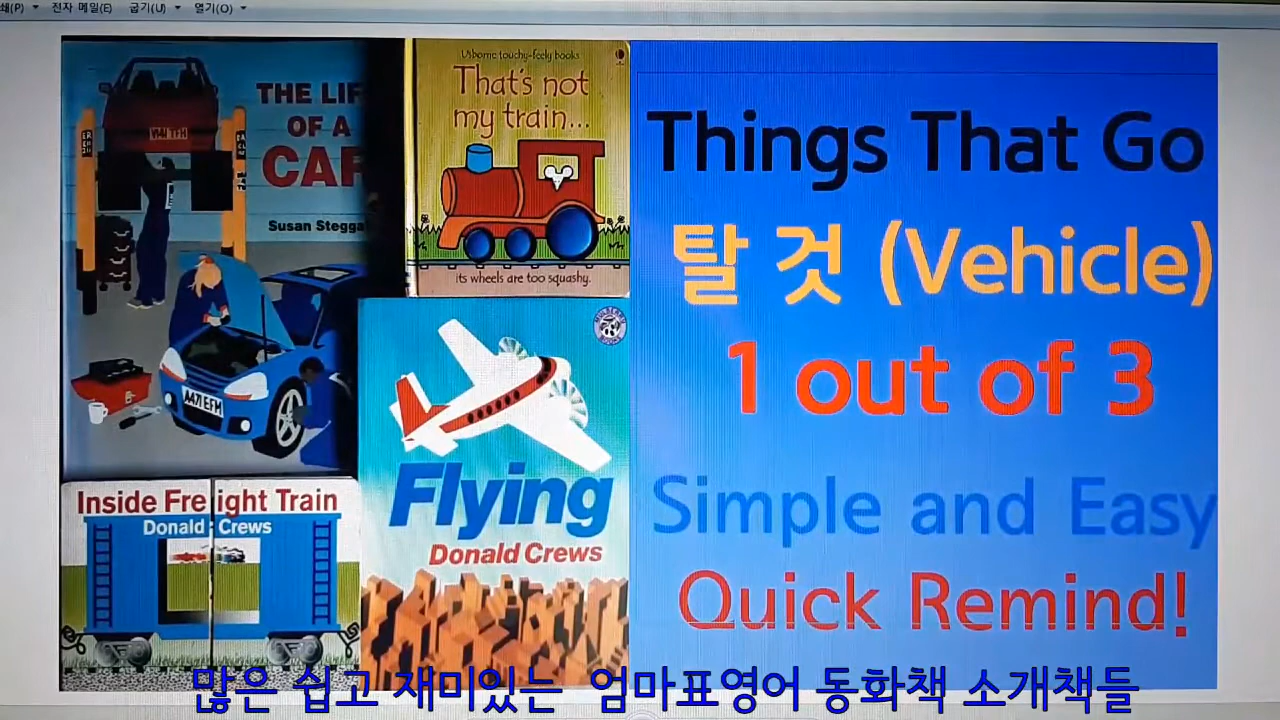 전자 메일(E)
굽기(U)
열기(O)
THE LIF
OF A
CAR
Susan Stegga
A471 EFM
Usborne touchy-feely books
That's not
my train...
its wheels are too squashy.
Inside Freight Train
Donald Crews
Flying
Donald Crews
Things That Go
탈 것 (Vehicle)
1 out of 3
Simple and Easy
Quick Remind!
많은 쉽고 재미있는 엄마표영어 동화책 소개책들